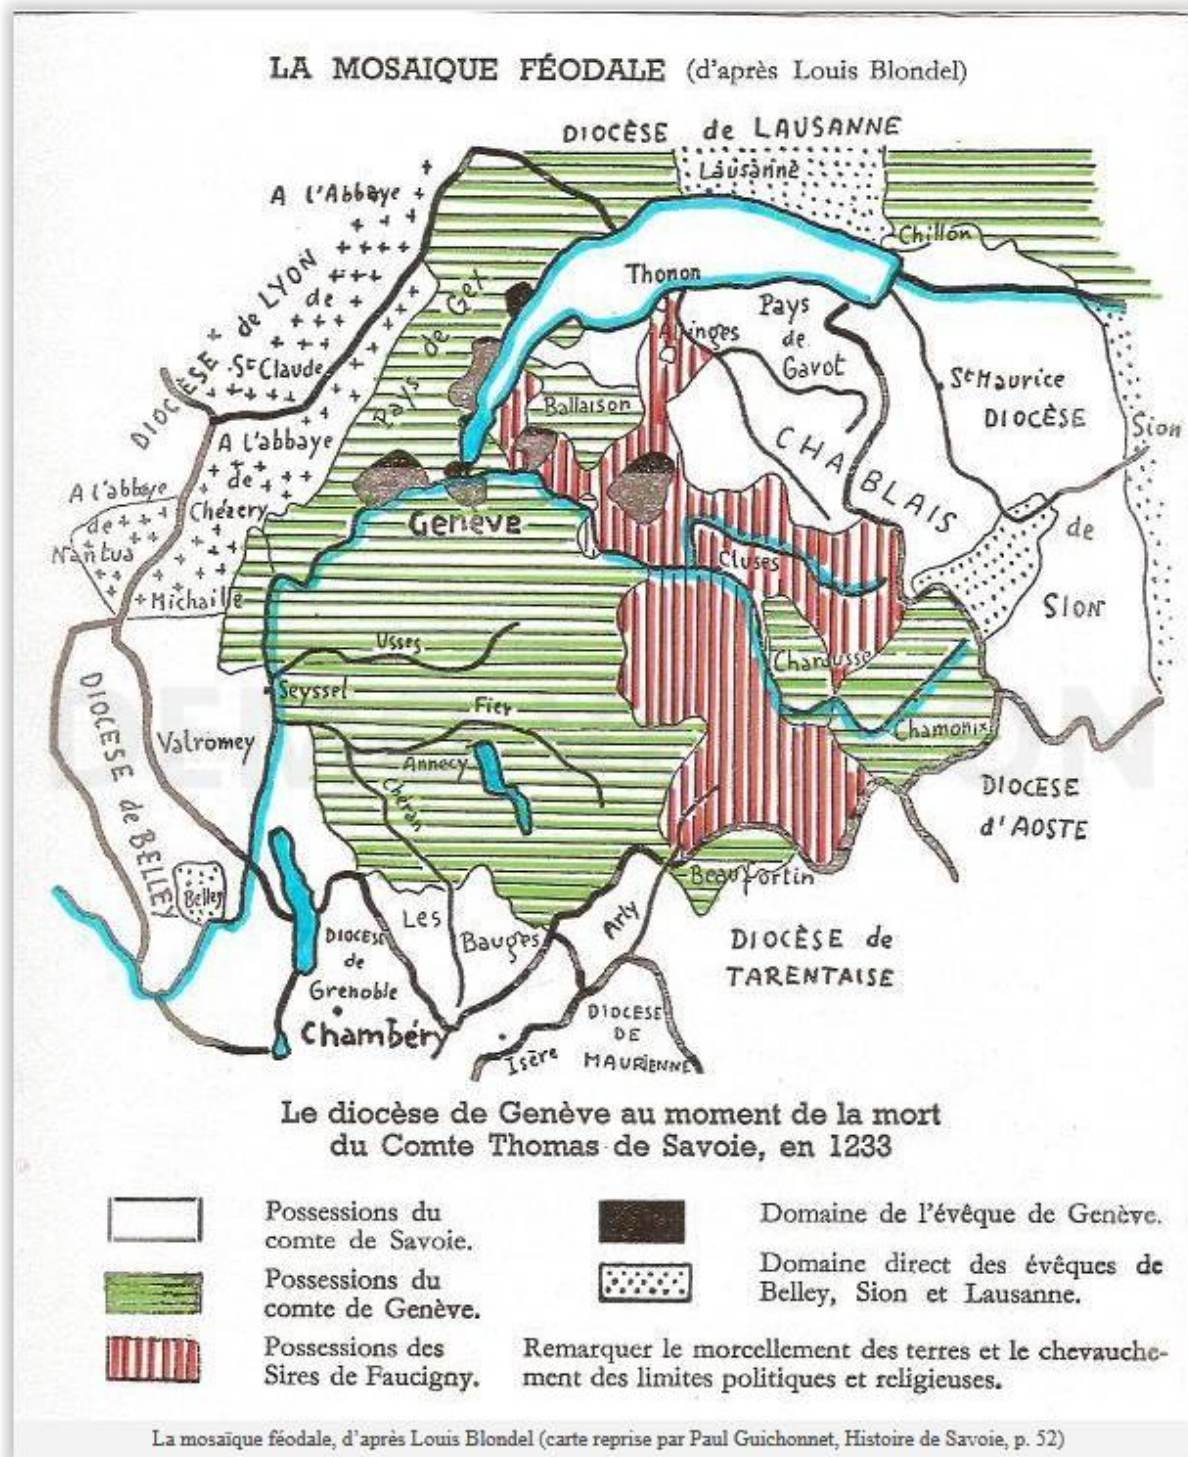 LA MOSAIQUE FÉODALE (d'après Louis Blondel)
DIOCÈSE de LAUSANNE
Lausanne
A l'Abbaye
de
St Claude
DIOCÈSE de LYON
Chillon
Thonon
Pays
de
Gavot
Pays de Gex
Ballaison
St Maurice
DIOCÈSE
de
SION
Sion
CHABLAIS
A l'abbaye
de
Chézery
A l'abbaye
de
Nantua
Michaille
Genève
Cluses
Usses
Charousse
Seyssel
Fier
Chamonix
Valromey
Annecy
Chéran
DIOCESE de BELLEY
DIOCESE
d'AOSTE
Belley
Beaufortin
Les
Bauges
Arly
DIOCESE
de
Grenoble
DIOCÈSE de
TARENTAISE
Chambéry
Isère
DIOCESE
DE
MAURIENNE
Le diocèse de Genève au moment de la mort
du Comte Thomas de Savoie, en 1233
Possessions du
comte de Savoie.
Possessions du
comte de Genève.
Possessions des
Sires de Faucigny.
Domaine de l'évêque de Genève.
Domaine direct des évêques de
Belley, Sion et Lausanne.
Remarquer le morcellement des terres et le chevauche-
ment des limites politiques et religieuses.
La mosaïque féodale, d'après Louis Blondel (carte reprise par Paul Guichonnet, Histoire de Savoie, p. 52)